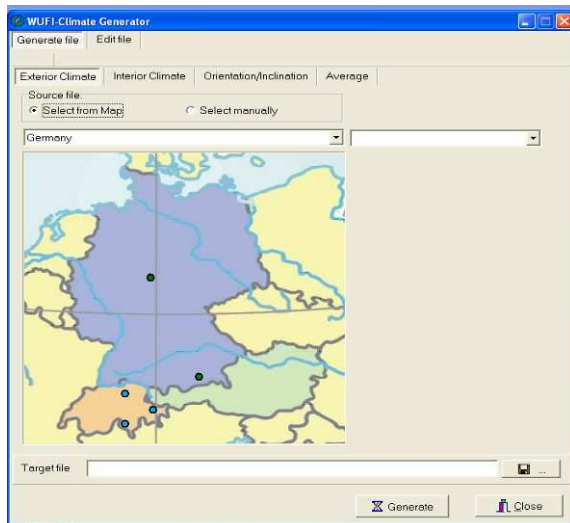 WUFI-Climate Generator
Generate file Edit file
Exterior Climate Interior Climate Orientation/Inclination Average
Source file:
Select from Map Select manually
Germany
Target file ...
Generate Close